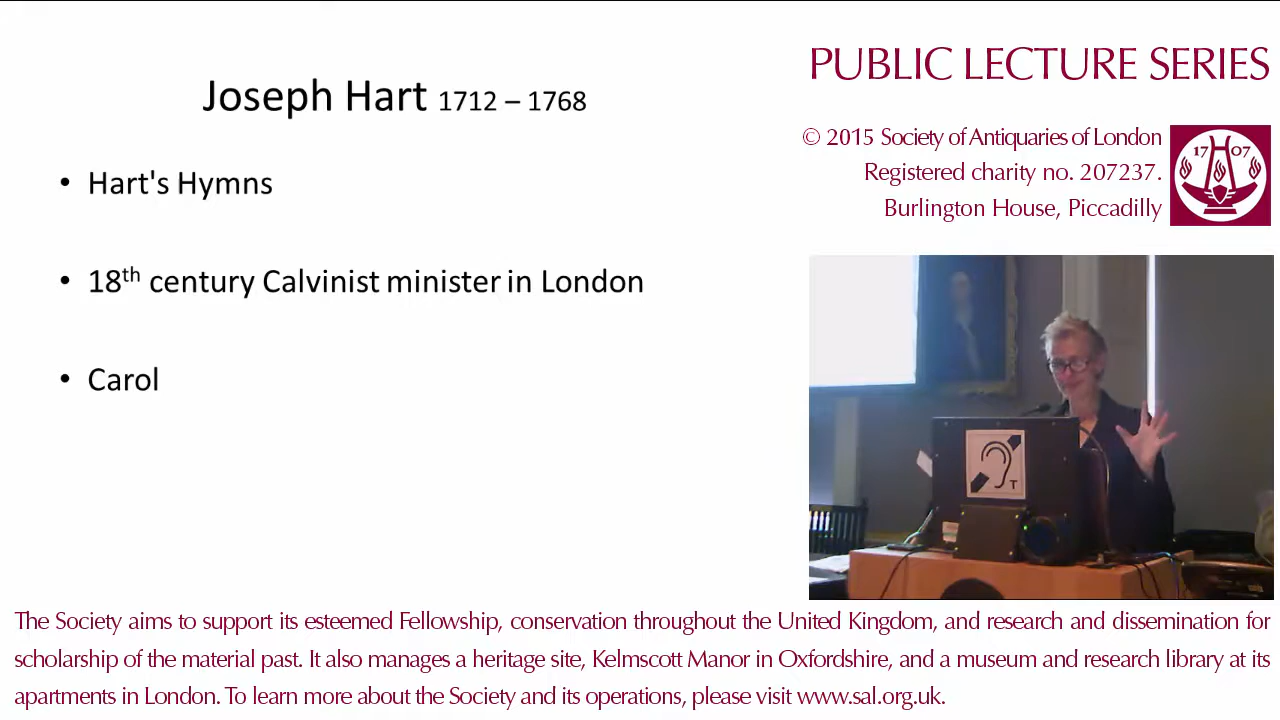 Joseph Hart 1712 – 1768
• Hart's Hymns
• 18th century Calvinist minister in London
• Carol
PUBLIC LECTURE SERIES
© 2015 Society of Antiquaries of London
Registered charity no. 207237.
Burlington House, Piccadilly
17 07
T
The Society aims to support its esteemed Fellowship, conservation throughout the United Kingdom, and research and dissemination for
scholarship of the material past. It also manages a heritage site, Kelmscott Manor in Oxfordshire, and a museum and research library at its
apartments in London. To learn more about the Society and its operations, please visit www.sal.org.uk.